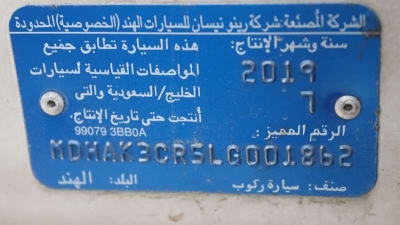 الشركة المصنعة: شركة رينو نيسان للسيارات الهند (الخصوصية) المحدودة
سنة وشهر الإنتاج: هذه السيارة تطابق جميع
2019 المواصفات القياسية لسيارات
7 الخليج/السعودية والتى
أنتجت حتى تاريخ الإنتاج.
الرقم المميز: 99079 3BB0A
MDHAK3CR5LG001862
صنف: سيارة ركوب البلد: الهند